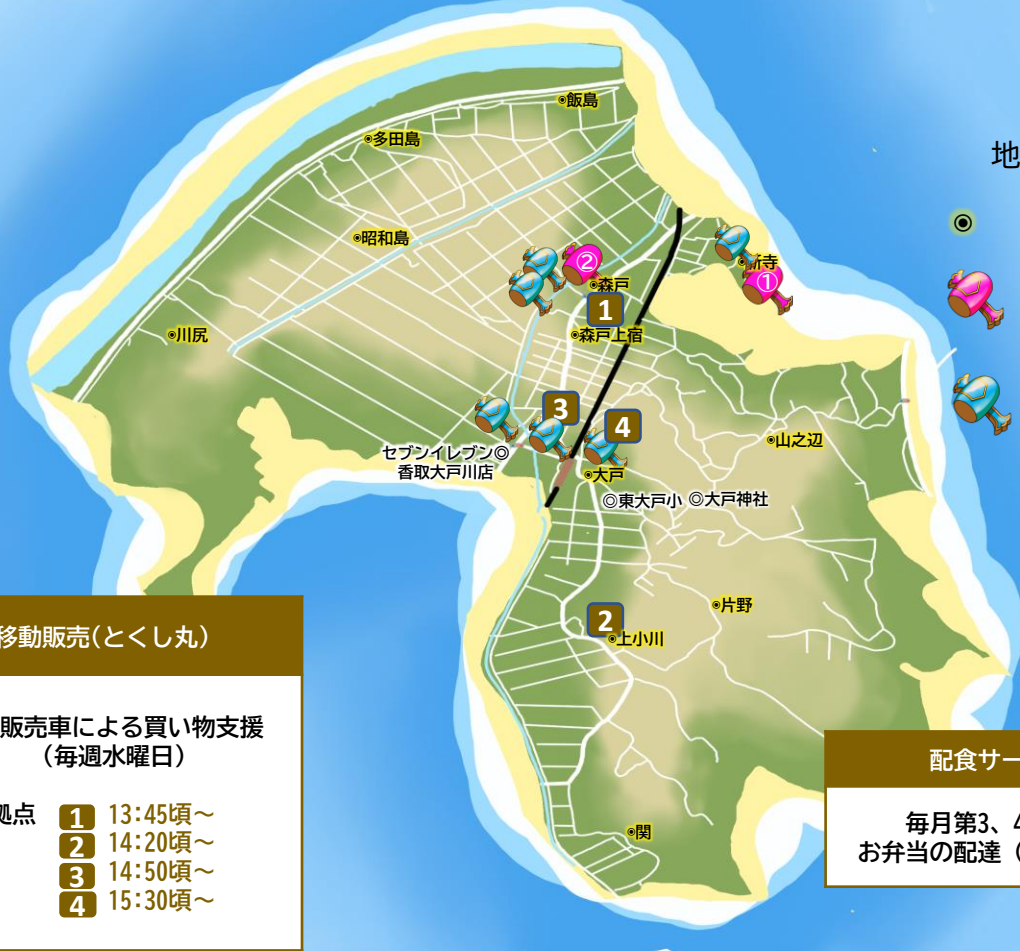 ◉飯島
◉多田島
地
◉昭和島
②
◉新寺
①
◉森戸
1
◉川尻
◉森戸上宿
3
4
◉山之辺
セブンイレブン◎
香取大戸川店
◉大戸
◎東大戸小
◎大戸神社
◉片野
2
◉上小川
◉関
移動販売(とくし丸)
販売車による買い物支援
(毎週水曜日)
拠点
1 13:45頃~
2 14:20頃~
3 14:50頃~
4 15:30頃~
配食サー
毎月第3、4
お弁当の配達(